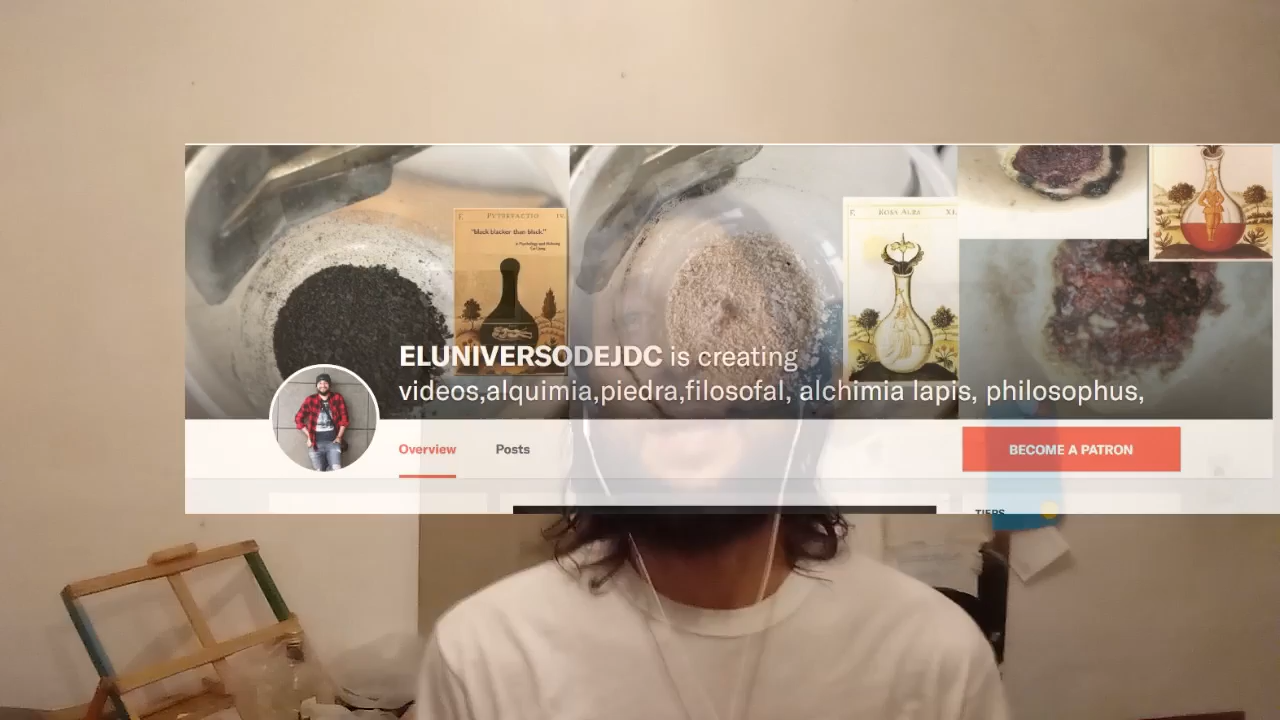 PUTREFACTIO
"black blacker than black."
ROSA ALBA
ELUNIVERSODEJDC is creating
videos,alquimia,piedra,filosofal, alchimia lapis, philosophus,
Overview
Posts
BECOME A PATRON
TIERS